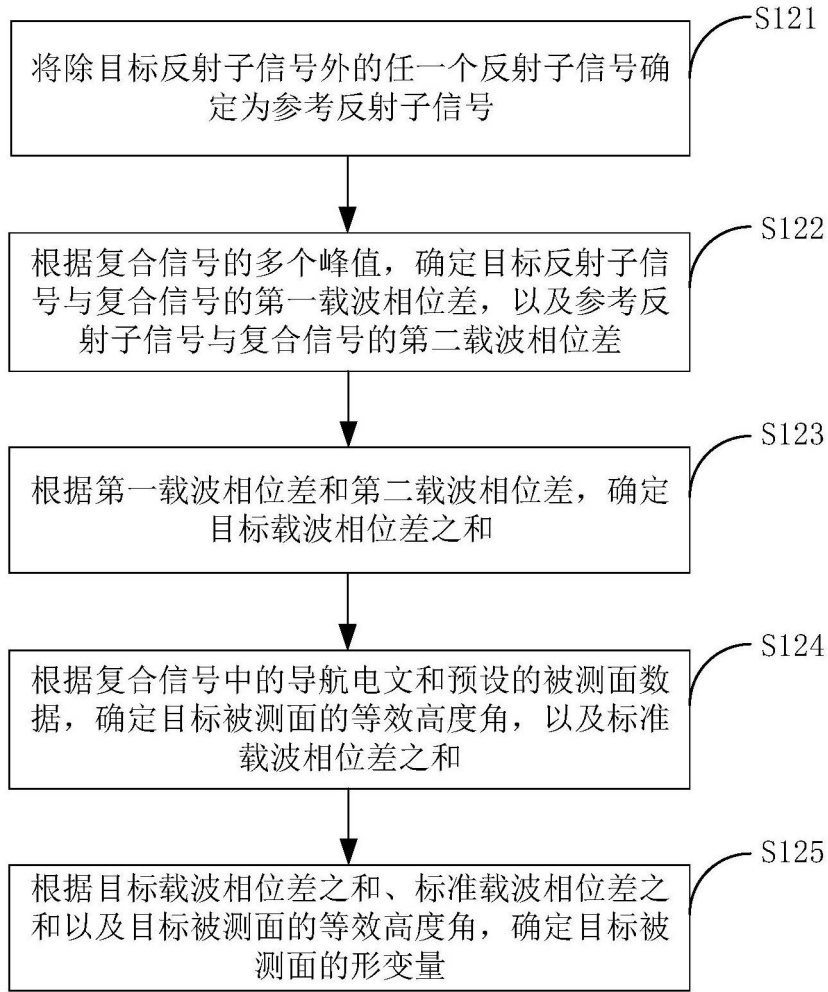 S121
将除目标反射子信号外的任一个反射子信号确
定为参考反射子信号
S122
根据复合信号的多个峰值，确定目标反射子信
号与复合信号的第一载波相位差，以及参考反
射子信号与复合信号的第二载波相位差
S123
根据第一载波相位差和第二载波相位差，确定
目标载波相位差之和
S124
根据复合信号中的导航电文和预设的被测面数
据，确定目标被测面的等效高度角，以及标准
载波相位差之和
S125
根据目标载波相位差之和、标准载波相位差之
和以及目标被测面的等效高度角，确定目标被
测面的形变量